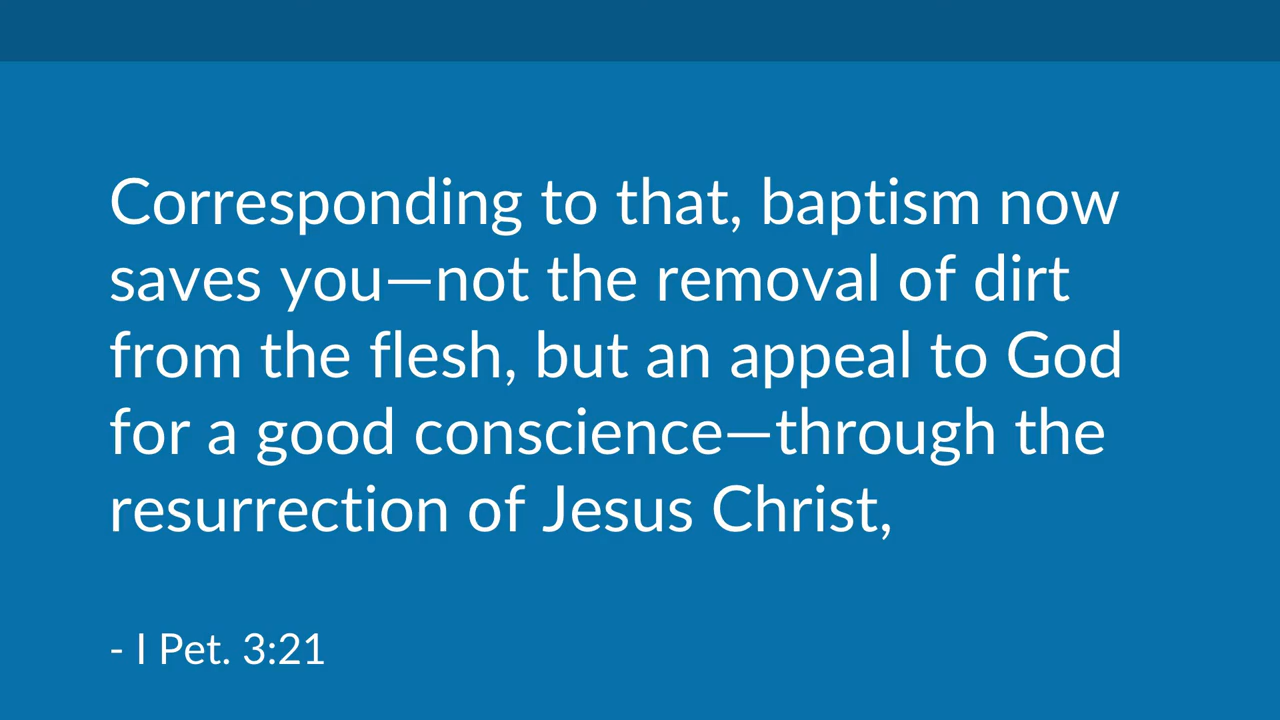 Corresponding to that, baptism now
saves you—not the removal of dirt
from the flesh, but an appeal to God
for a good conscience—through the
resurrection of Jesus Christ,
- I Pet. 3:21